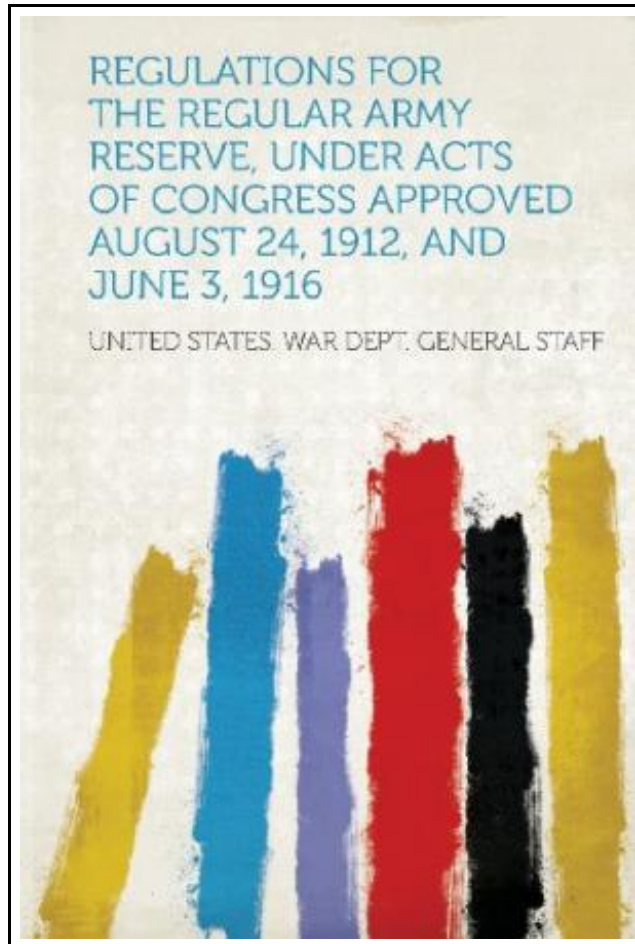 REGULATIONS FOR
THE REGULAR ARMY
RESERVE, UNDER ACTS
OF CONGRESS APPROVED
AUGUST 24, 1912, AND
JUNE 3, 1916
UNITED STATES. WAR DEPT. GENERAL STAFF